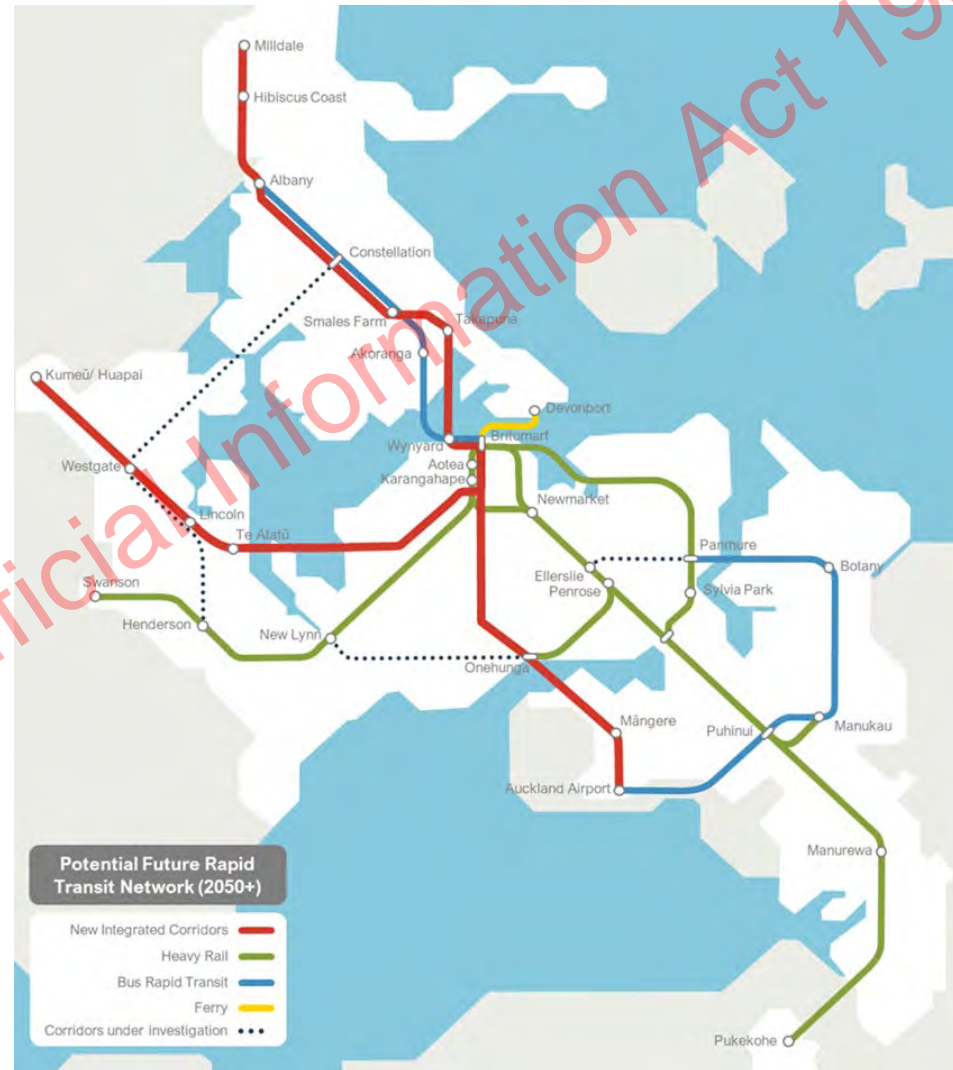 Official Information Act 19
Milldale
Hibiscus Coast
Albany
Constellation
Smales Farm
Takapuna
Akoranga
Kumeū/ Huapai
Devonport
Wynyard
Britomart
Westgate
Aotea
Karangahape
Newmarket
Lincoln
Te Atatū
Panmure
Ellerslie
Botany
Swanson
Penrose
Sylvia Park
Henderson
New Lynn
Onehunga
Māngere
Puhinui
Manukau
Auckland Airport
Manurewa
Potential Future Rapid
Transit Network (2050+)
New Integrated Corridors
Heavy Rail
Bus Rapid Transit
Ferry
Corridors under investigation
Pukekohe